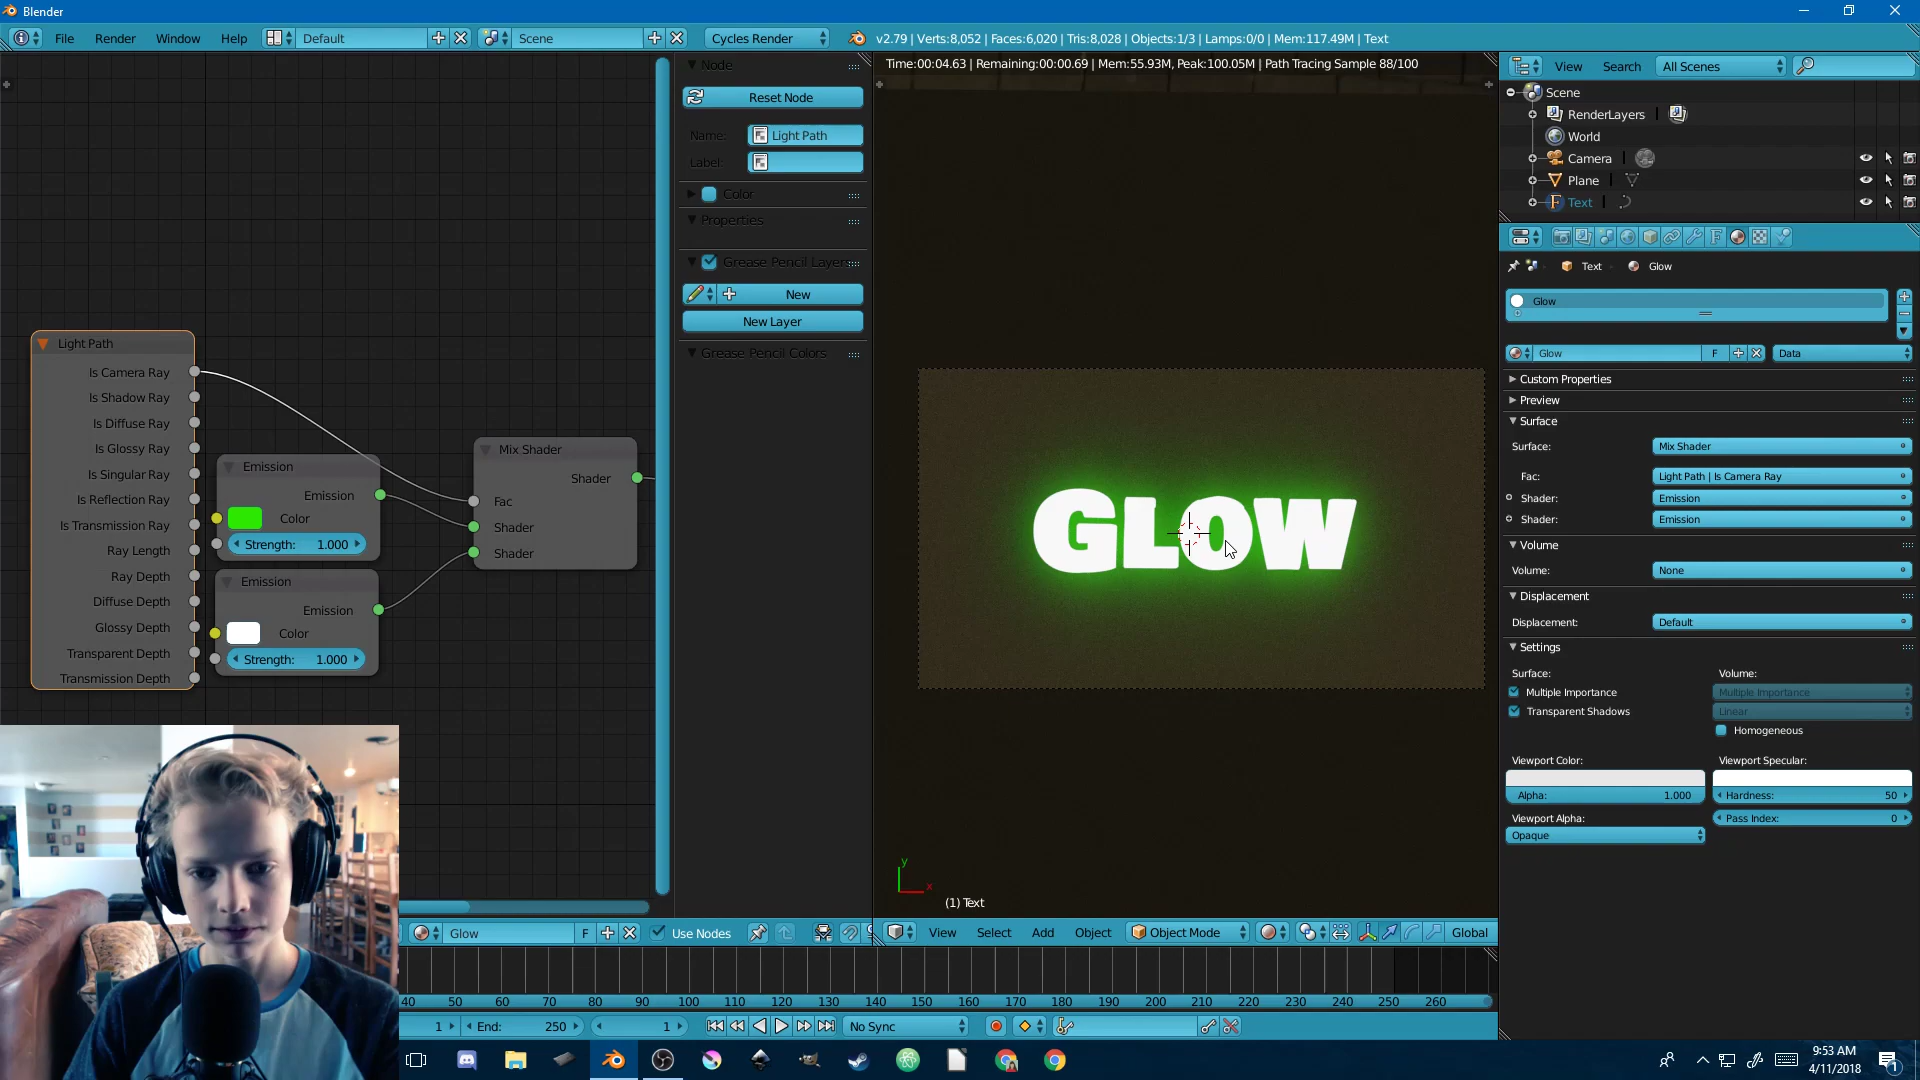 Blender
File
Render
Window
Help
Default
Scene
Cycles Render
v2.79 | Verts:8,052 | Faces:6,020 | Tris:8,028 | Objects:1/3 | Lamps:0/0 | Mem:117.49M | Text
Node
Reset Node
Name:
Light Path
Label:
Color
Properties
Grease Pencil Layer
New
New Layer
Grease Pencil Colors
Light Path
Is Camera Ray
Is Shadow Ray
Is Diffuse Ray
Is Glossy Ray
Is Singular Ray
Is Reflection Ray
Is Transmission Ray
Ray Length
Ray Depth
Diffuse Depth
Glossy Depth
Transparent Depth
Transmission Depth
Emission
Emission
Color
Strength: 1.000
Emission
Emission
Color
Strength: 1.000
Mix Shader
Shader
Fac
Shader
Shader
Time:00:04.63 | Remaining:00:00.69 | Mem:55.93M, Peak:100.05M | Path Tracing Sample 88/100
GLOW
y
x
(1) Text
View
Search
All Scenes
Scene
RenderLayers
World
Camera
Plane
Text
F
Text
Glow
Glow
Glow
F
Data
Custom Properties
Preview
Surface
Surface:
Mix Shader
Fac:
Light Path | Is Camera Ray
Shader:
Emission
Shader:
Emission
Volume
Volume:
None
Displacement
Displacement:
Default
Settings
Surface:
Volume:
Multiple Importance
Multiple Importance
Transparent Shadows
Linear
Homogeneous
Viewport Color:
Viewport Specular:
Alpha: 1.000
Hardness: 50
Viewport Alpha:
Pass Index: 0
Opaque
Glow
F
Use Nodes
View
Select
Add
Object
Object Mode
Global
40 50 60 70 80 90 100 110 120 130 140 150 160 170 180 190 200 210 220 230 240 250 260
1
End: 250
1
No Sync
9:53 AM
4/11/2018
1